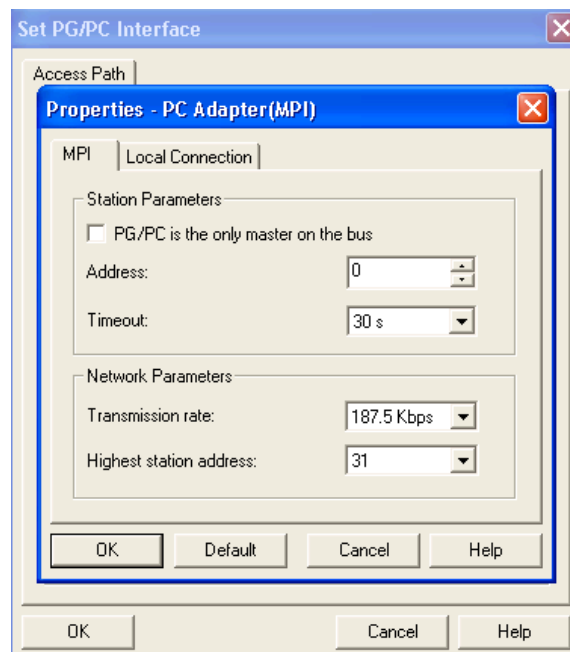 Set PG/PC Interface
Access Path
Properties - PC Adapter(MPI)
MPI Local Connection
Station Parameters
PG/PC is the only master on the bus
Address: 0
Timeout: 30 s
Network Parameters
Transmission rate: 187.5 Kbps
Highest station address: 31
OK Default Cancel Help
OK Cancel Help